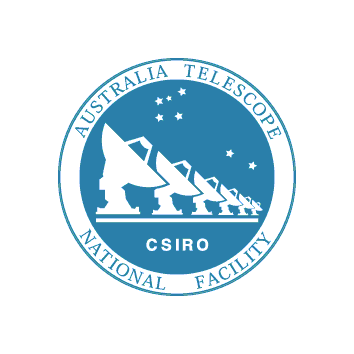 AUSTRALIA TELESCOPE
CSIRO
NATIONAL FACILITY